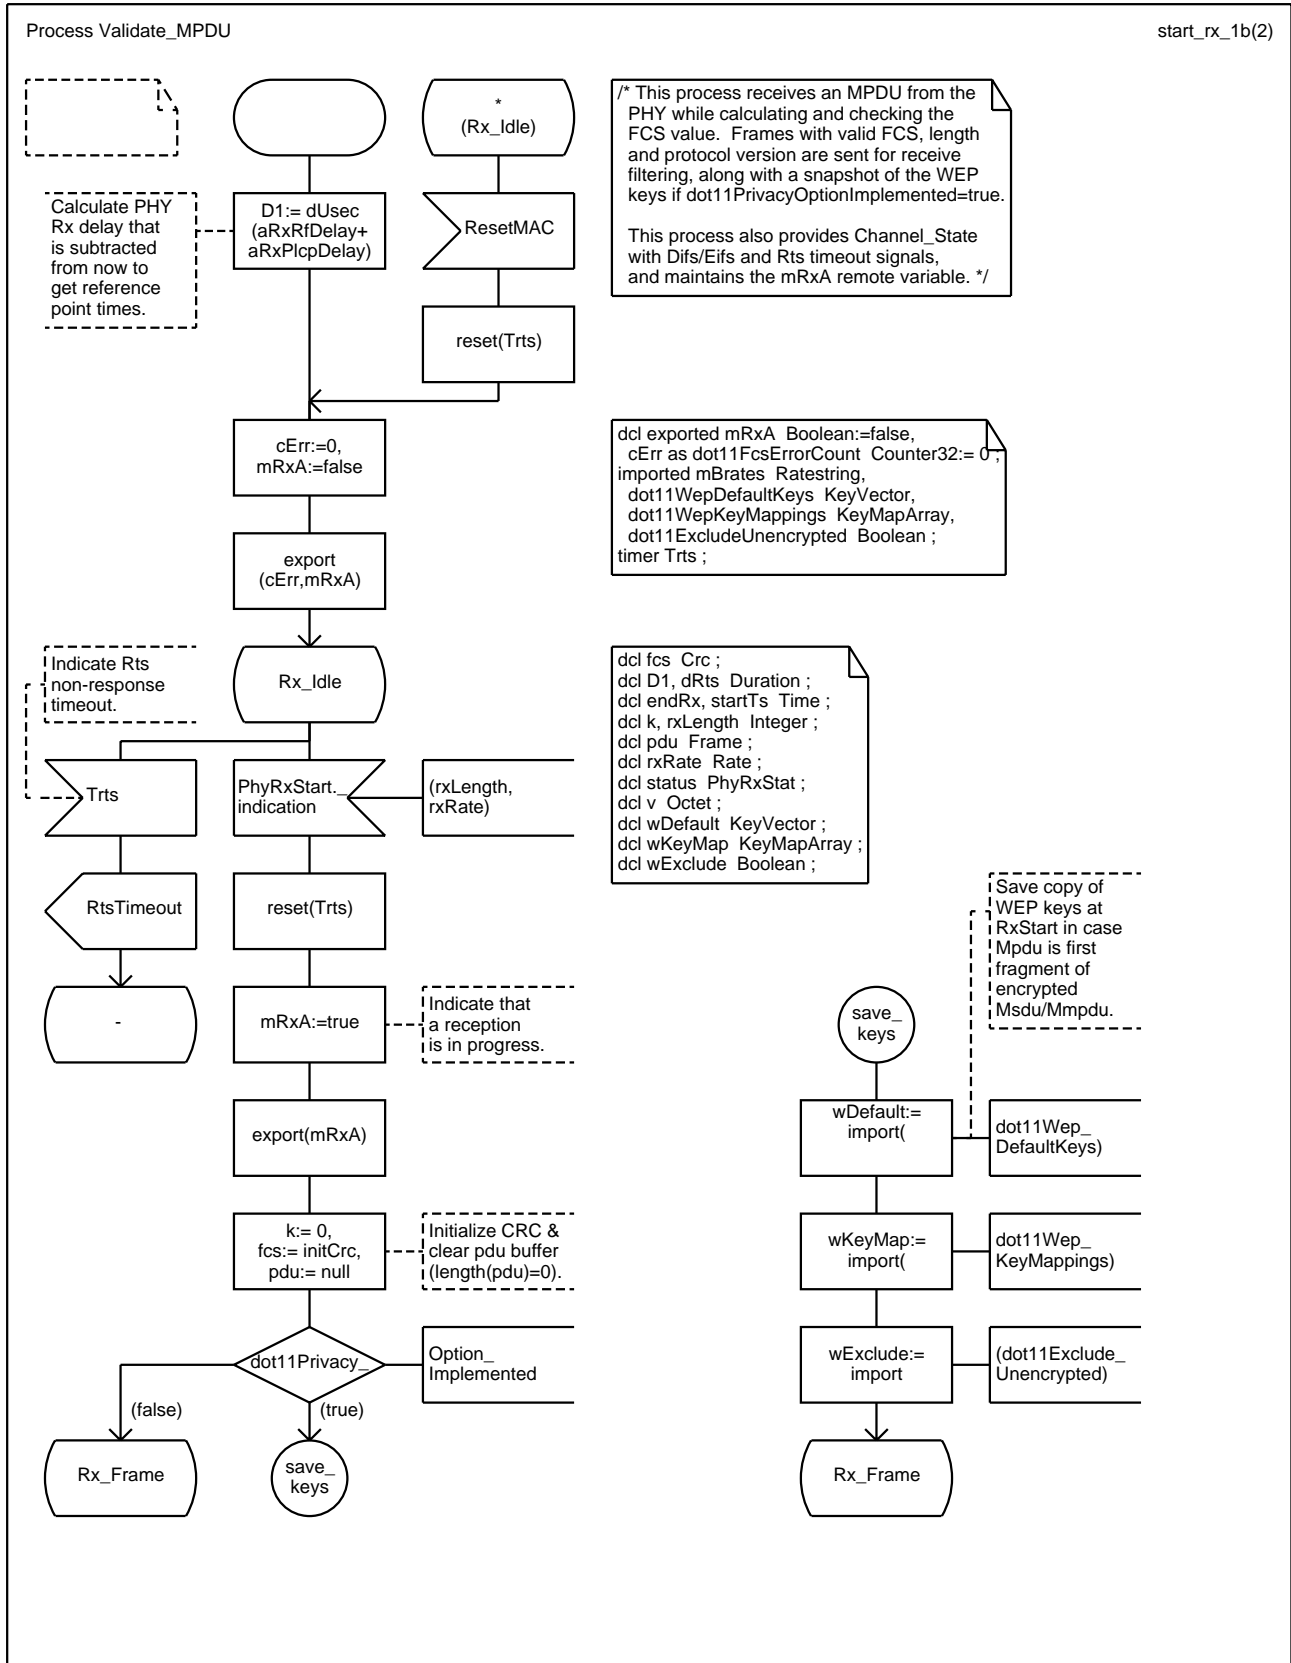 Process Validate_MPDU
start_rx_1b(2)
*
(Rx_Idle)
/* This process receives an MPDU from the
PHY while calculating and checking the
FCS value.  Frames with valid FCS, length
and protocol version are sent for receive
filtering, along with a snapshot of the WEP
keys if dot11PrivacyOptionImplemented=true.
This process also provides Channel_State
with Difs/Eifs and Rts timeout signals,
and maintains the mRxA remote variable. */
Calculate PHY
Rx delay that
is subtracted
from now to
get reference
point times.
D1:= dUsec
(aRxRfDelay+
aRxPlcpDelay)
ResetMAC
reset(Trts)
cErr:=0,
mRxA:=false
dcl exported mRxA  Boolean:=false,
cErr as dot11FcsErrorCount  Counter32:= 0 ;
imported mBrates  Ratestring,
dot11WepDefaultKeys  KeyVector,
dot11WepKeyMappings  KeyMapArray,
dot11ExcludeUnencrypted  Boolean ;
timer Trts ;
export
(cErr,mRxA)
Indicate Rts
non-response
timeout.
Rx_Idle
dcl fcs  Crc ;
dcl D1, dRts  Duration ;
dcl endRx, startTs  Time ;
dcl k, rxLength  Integer ;
dcl pdu  Frame ;
dcl rxRate  Rate ;
dcl status  PhyRxStat ;
dcl v  Octet ;
dcl wDefault  KeyVector ;
dcl wKeyMap  KeyMapArray ;
dcl wExclude  Boolean ;
Trts
PhyRxStart._
indication
(rxLength,
rxRate)
RtsTimeout
reset(Trts)
Save copy of
WEP keys at
RxStart in case
Mpdu is first
fragment of
encrypted
Msdu/Mmpdu.
-
mRxA:=true
Indicate that
a reception
is in progress.
save_
keys
export(mRxA)
wDefault:=
import(
dot11Wep_
DefaultKeys)
k:= 0,
fcs:= initCrc,
pdu:= null
Initialize CRC &
clear pdu buffer
(length(pdu)=0).
wKeyMap:=
import(
dot11Wep_
KeyMappings)
dot11Privacy_
Option_
Implemented
wExclude:=
import
(dot11Exclude_
Unencrypted)
(false)
(true)
Rx_Frame
save_
keys
Rx_Frame